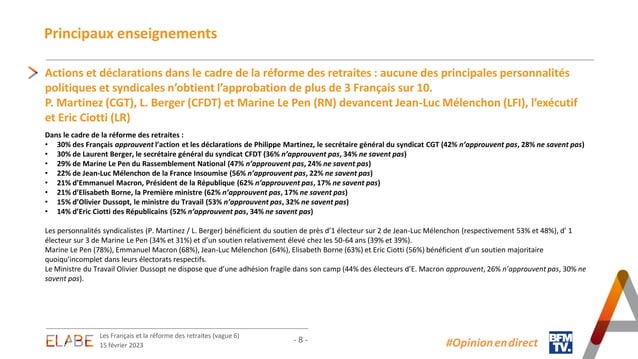 Principaux enseignements
Actions et déclarations dans le cadre de la réforme des retraites : aucune des principales personnalités
politiques et syndicales n’obtient l’approbation de plus de 3 Français sur 10.
P. Martinez (CGT), L. Berger (CFDT) et Marine Le Pen (RN) devancent Jean-Luc Mélenchon (LFI), l’exécutif
et Eric Ciotti (LR)
Dans le cadre de la réforme des retraites :
• 30% des Français approuvent l’action et les déclarations de Philippe Martinez, le secrétaire général du syndicat CGT (42% n’approuvent pas, 28% ne savent pas)
• 30% de Laurent Berger, le secrétaire général du syndicat CFDT (36% n’approuvent pas, 34% ne savent pas)
• 29% de Marine Le Pen du Rassemblement National (47% n’approuvent pas, 24% ne savent pas)
• 22% de Jean-Luc Mélenchon de la France Insoumise (56% n’approuvent pas, 22% ne savent pas)
• 21% d’Emmanuel Macron, Président de la République (62% n’approuvent pas, 17% ne savent pas)
• 21% d’Elisabeth Borne, la Première ministre (62% n’approuvent pas, 17% ne savent pas)
• 15% d’Olivier Dussopt, le ministre du Travail (53% n’approuvent pas, 32% ne savent pas)
• 14% d’Eric Ciotti des Républicains (52% n’approuvent pas, 34% ne savent pas)
Les personnalités syndicalistes (P. Martinez / L. Berger) bénéficient du soutien de près d’1 électeur sur 2 de Jean-Luc Mélenchon (respectivement 53% et 48%), d’ 1
électeur sur 3 de Marine Le Pen (34% et 31%) et d’un soutien relativement élevé chez les 50-64 ans (39% et 39%).
Marine Le Pen (78%), Emmanuel Macron (68%), Jean-Luc Mélenchon (64%), Elisabeth Borne (63%) et Eric Ciotti (56%) bénéficient d’un soutien majoritaire
quoiqu’incomplet dans leurs électorats respectifs.
Le Ministre du Travail Olivier Dussopt ne dispose que d’une adhésion fragile dans son camp (44% des électeurs d’E. Macron approuvent, 26% n’approuvent pas, 30% ne
savent pas).
ELABE
Les Français et la réforme des retraites (vague 6)
15 février 2023
- 8 -
#Opinionendirect
BFM
TV.